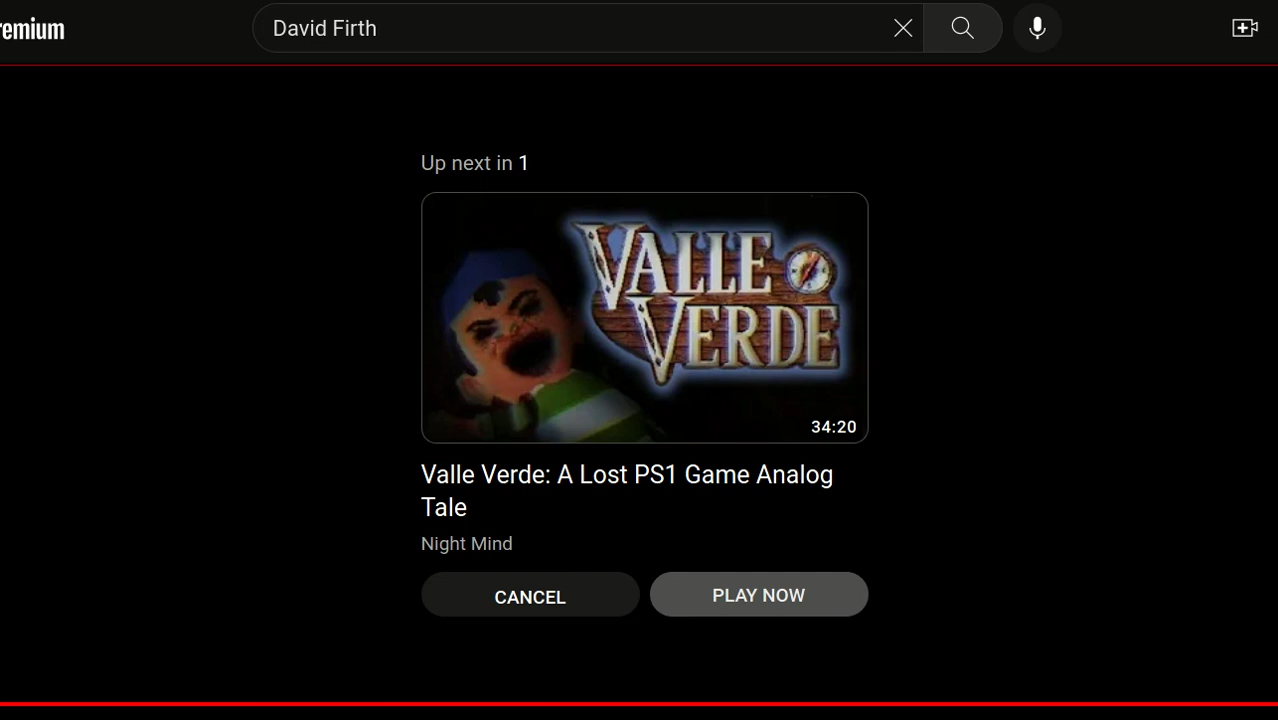 remium
David Firth
Up next in 1
VALLE
VERDE
34:20
Valle Verde: A Lost PS1 Game Analog
Tale
Night Mind
CANCEL
PLAY NOW